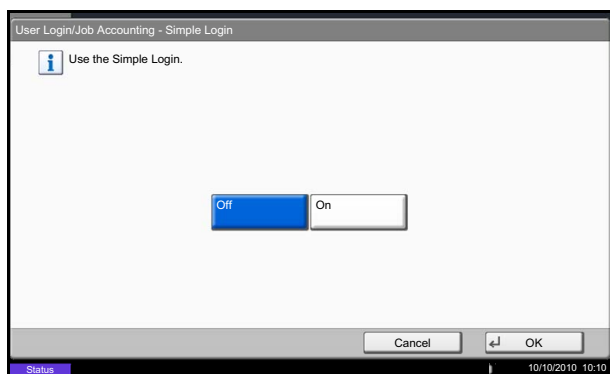 User Login/Job Accounting - Simple Login
Use the Simple Login.
Off
On
Cancel
OK
Status
10/10/2010 10:10